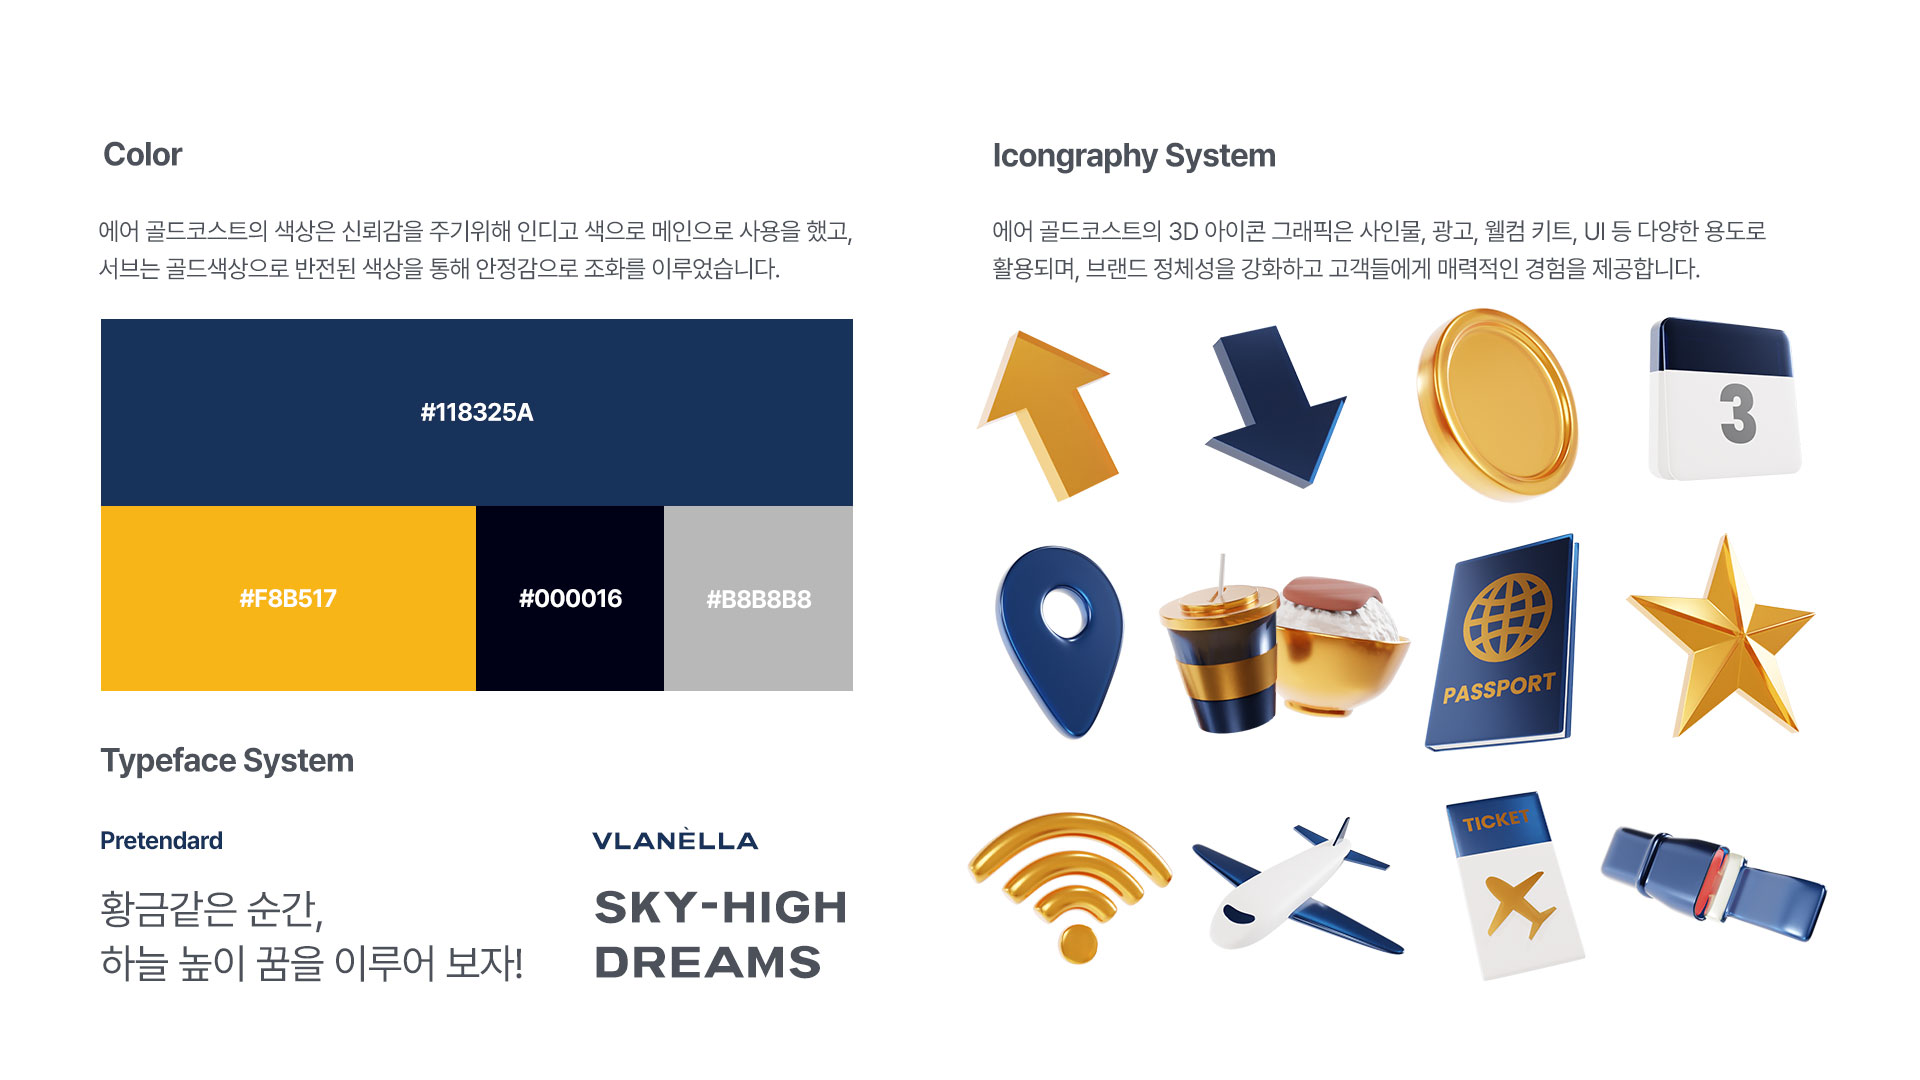 Color
에어 골드코스트의 색상은 신뢰감을 주기위해 인디고 색으로 메인으로 사용을 했고,
서브는 골드색상으로 반전된 색상을 통해 안정감으로 조화를 이루었습니다.
#118325A
#F8B517
#000016
#B8B8B8
Typeface System
Pretendard
황금같은 순간,
하늘 높이 꿈을 이루어 보자!
VLANÈLLA
SKY-HIGH
DREAMS
Icongraphy System
에어 골드코스트의 3D 아이콘 그래픽은 사인물, 광고, 웰컴 키트, UI 등 다양한 용도로
활용되며, 브랜드 정체성을 강화하고 고객들에게 매력적인 경험을 제공합니다.
3
PASSPORT
TICKET